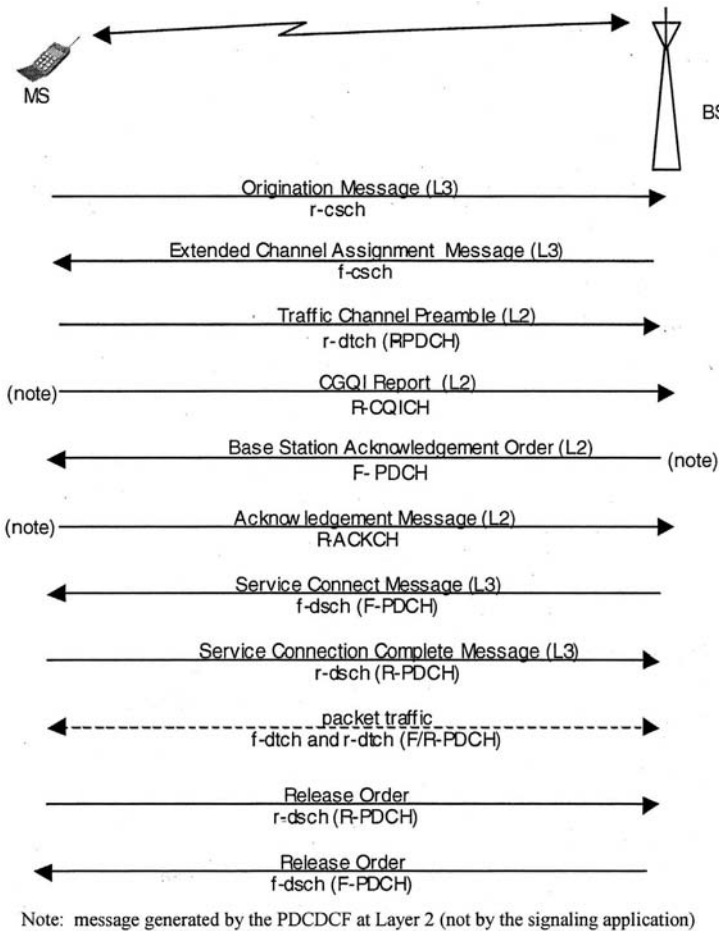 MS
BS
Origination Message (L3)
r-csch
Extended Channel Assignment Message (L3)
f-csch
Traffic Channel Preamble (L2)
r-dtch (RPDCH)
(note)
CGQI Report (L2)
R-CQICH
Base Station Acknowledgement Order (L2)
(note)
F- PDCH
(note)
Acknowledgement Message (L2)
R-ACKCH
Service Connect Message (L3)
f-dsch (F-PDCH)
Service Connection Complete Message (L3)
r-dsch (R-PDCH)
packet traffic
f-dtch and r-dtch (F/R-PDCH)
Release Order
r-dsch (R-PDCH)
Release Order
f-dsch (F-PDCH)
Note: message generated by the PDCDCF at Layer 2 (not by the signaling application)